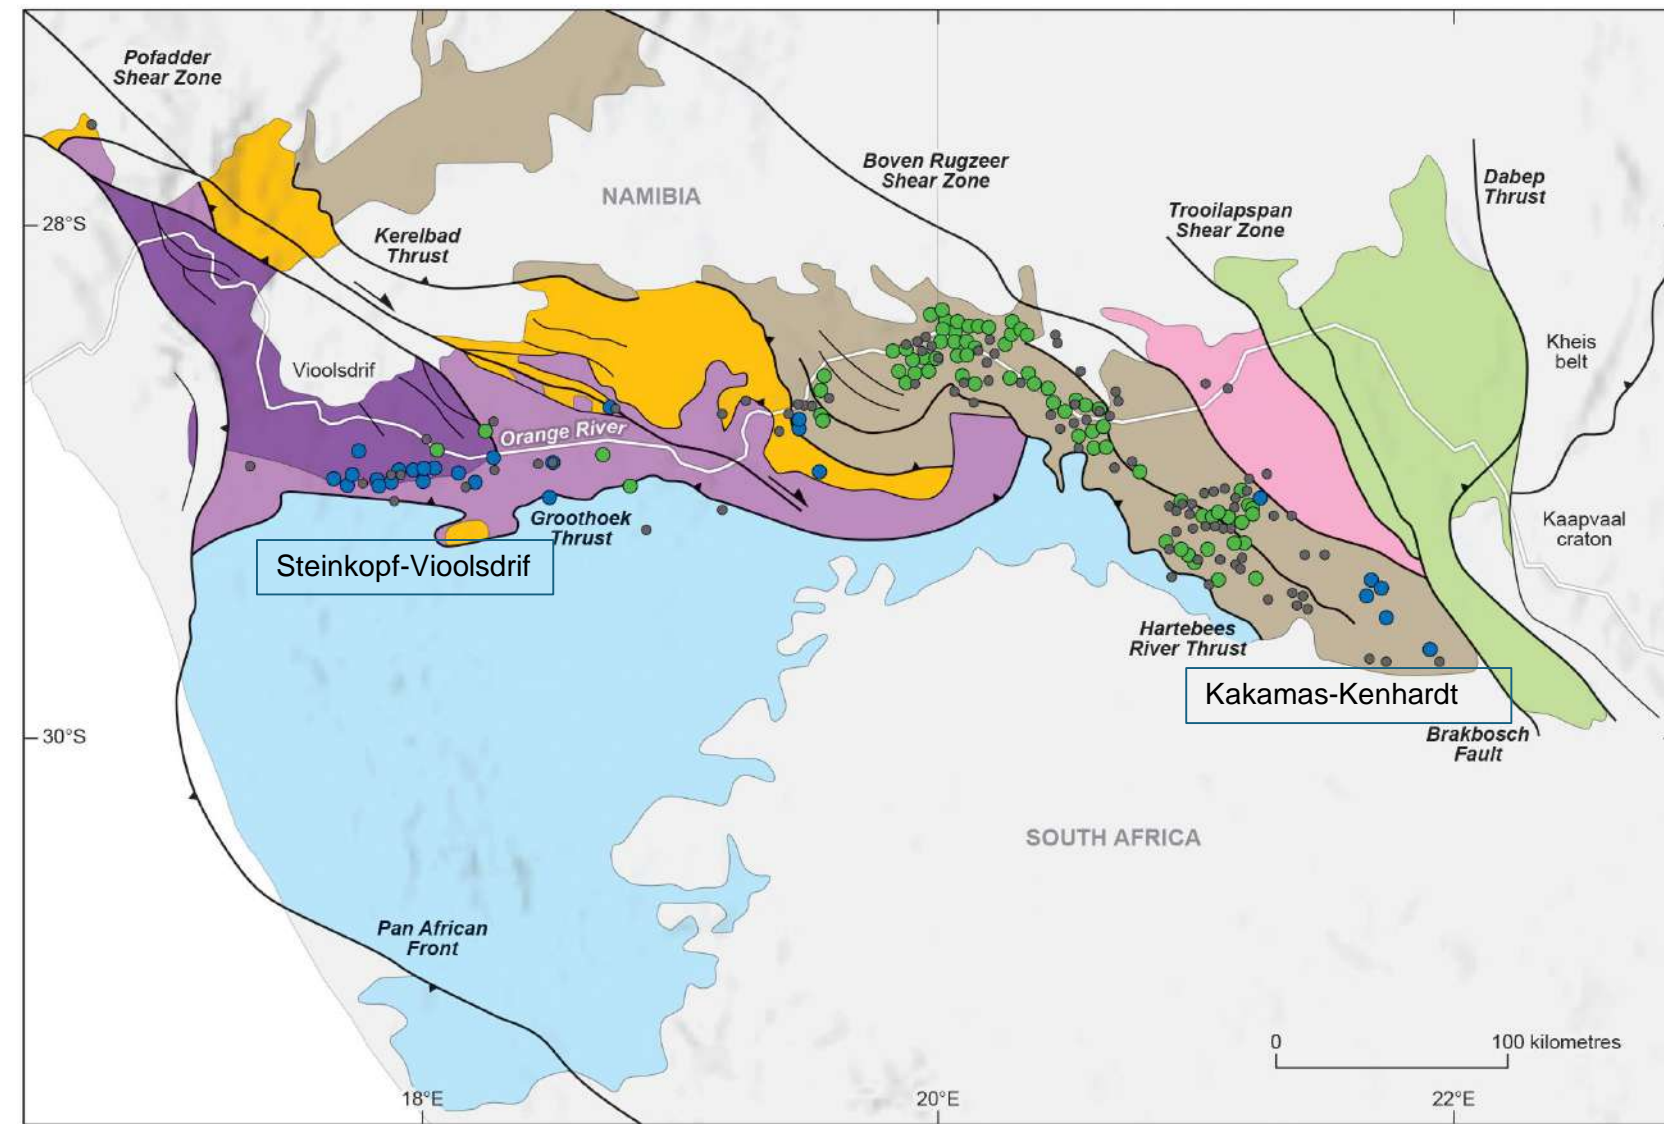 Pofadder
Shear Zone
Boven Rugzeer
Shear Zone
Dabep
Thrust
NAMIBIA
Trooilapspan
Shear Zone
28°S
Kerelbad
Thrust
Kheis
belt
Vioolsdrif
Orange River
Groothoek
Thrust
Kaapvaal
craton
Steinkopf-Vioolsdrif
Hartebees
River Thrust
Kakamas-Kenhardt
30°S
Brakbosch
Fault
SOUTH AFRICA
Pan African
Front
0 100 kilometres
18°E 20°E 22°E